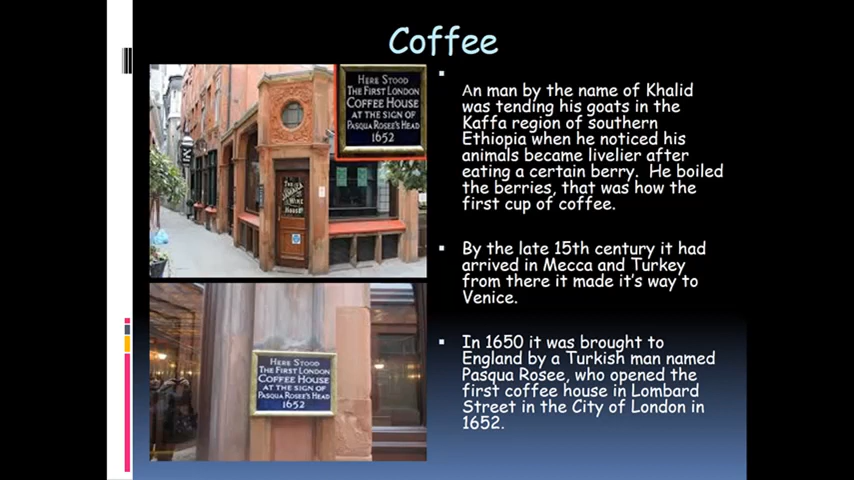 Coffee
HERE STOOD
THE FIRST LONDON
COFFEE HOUSE
AT THE SIGN OF
PASQUA ROSEE'S HEAD
1652
THE
JAMAICA
WINE
HOUSE
An man by the name of Khalid
was tending his goats in the
Kaffa region of southern
Ethiopia when he noticed his
animals became livelier after
eating a certain berry. He boiled
the berries, that was how the
first cup of coffee.
By the late 15th century it had
arrived in Mecca and Turkey
from there it made it's way to
Venice.
In 1650 it was brought to
England by a Turkish man named
Pasqua Rosee, who opened the
first coffee house in Lombard
Street in the City of London in
1652.
HERE STOOD
THE FIRST LONDON
COFFEE HOUSE
AT THE SIGN OF
PASQUA ROSEE'S HEAD
1652